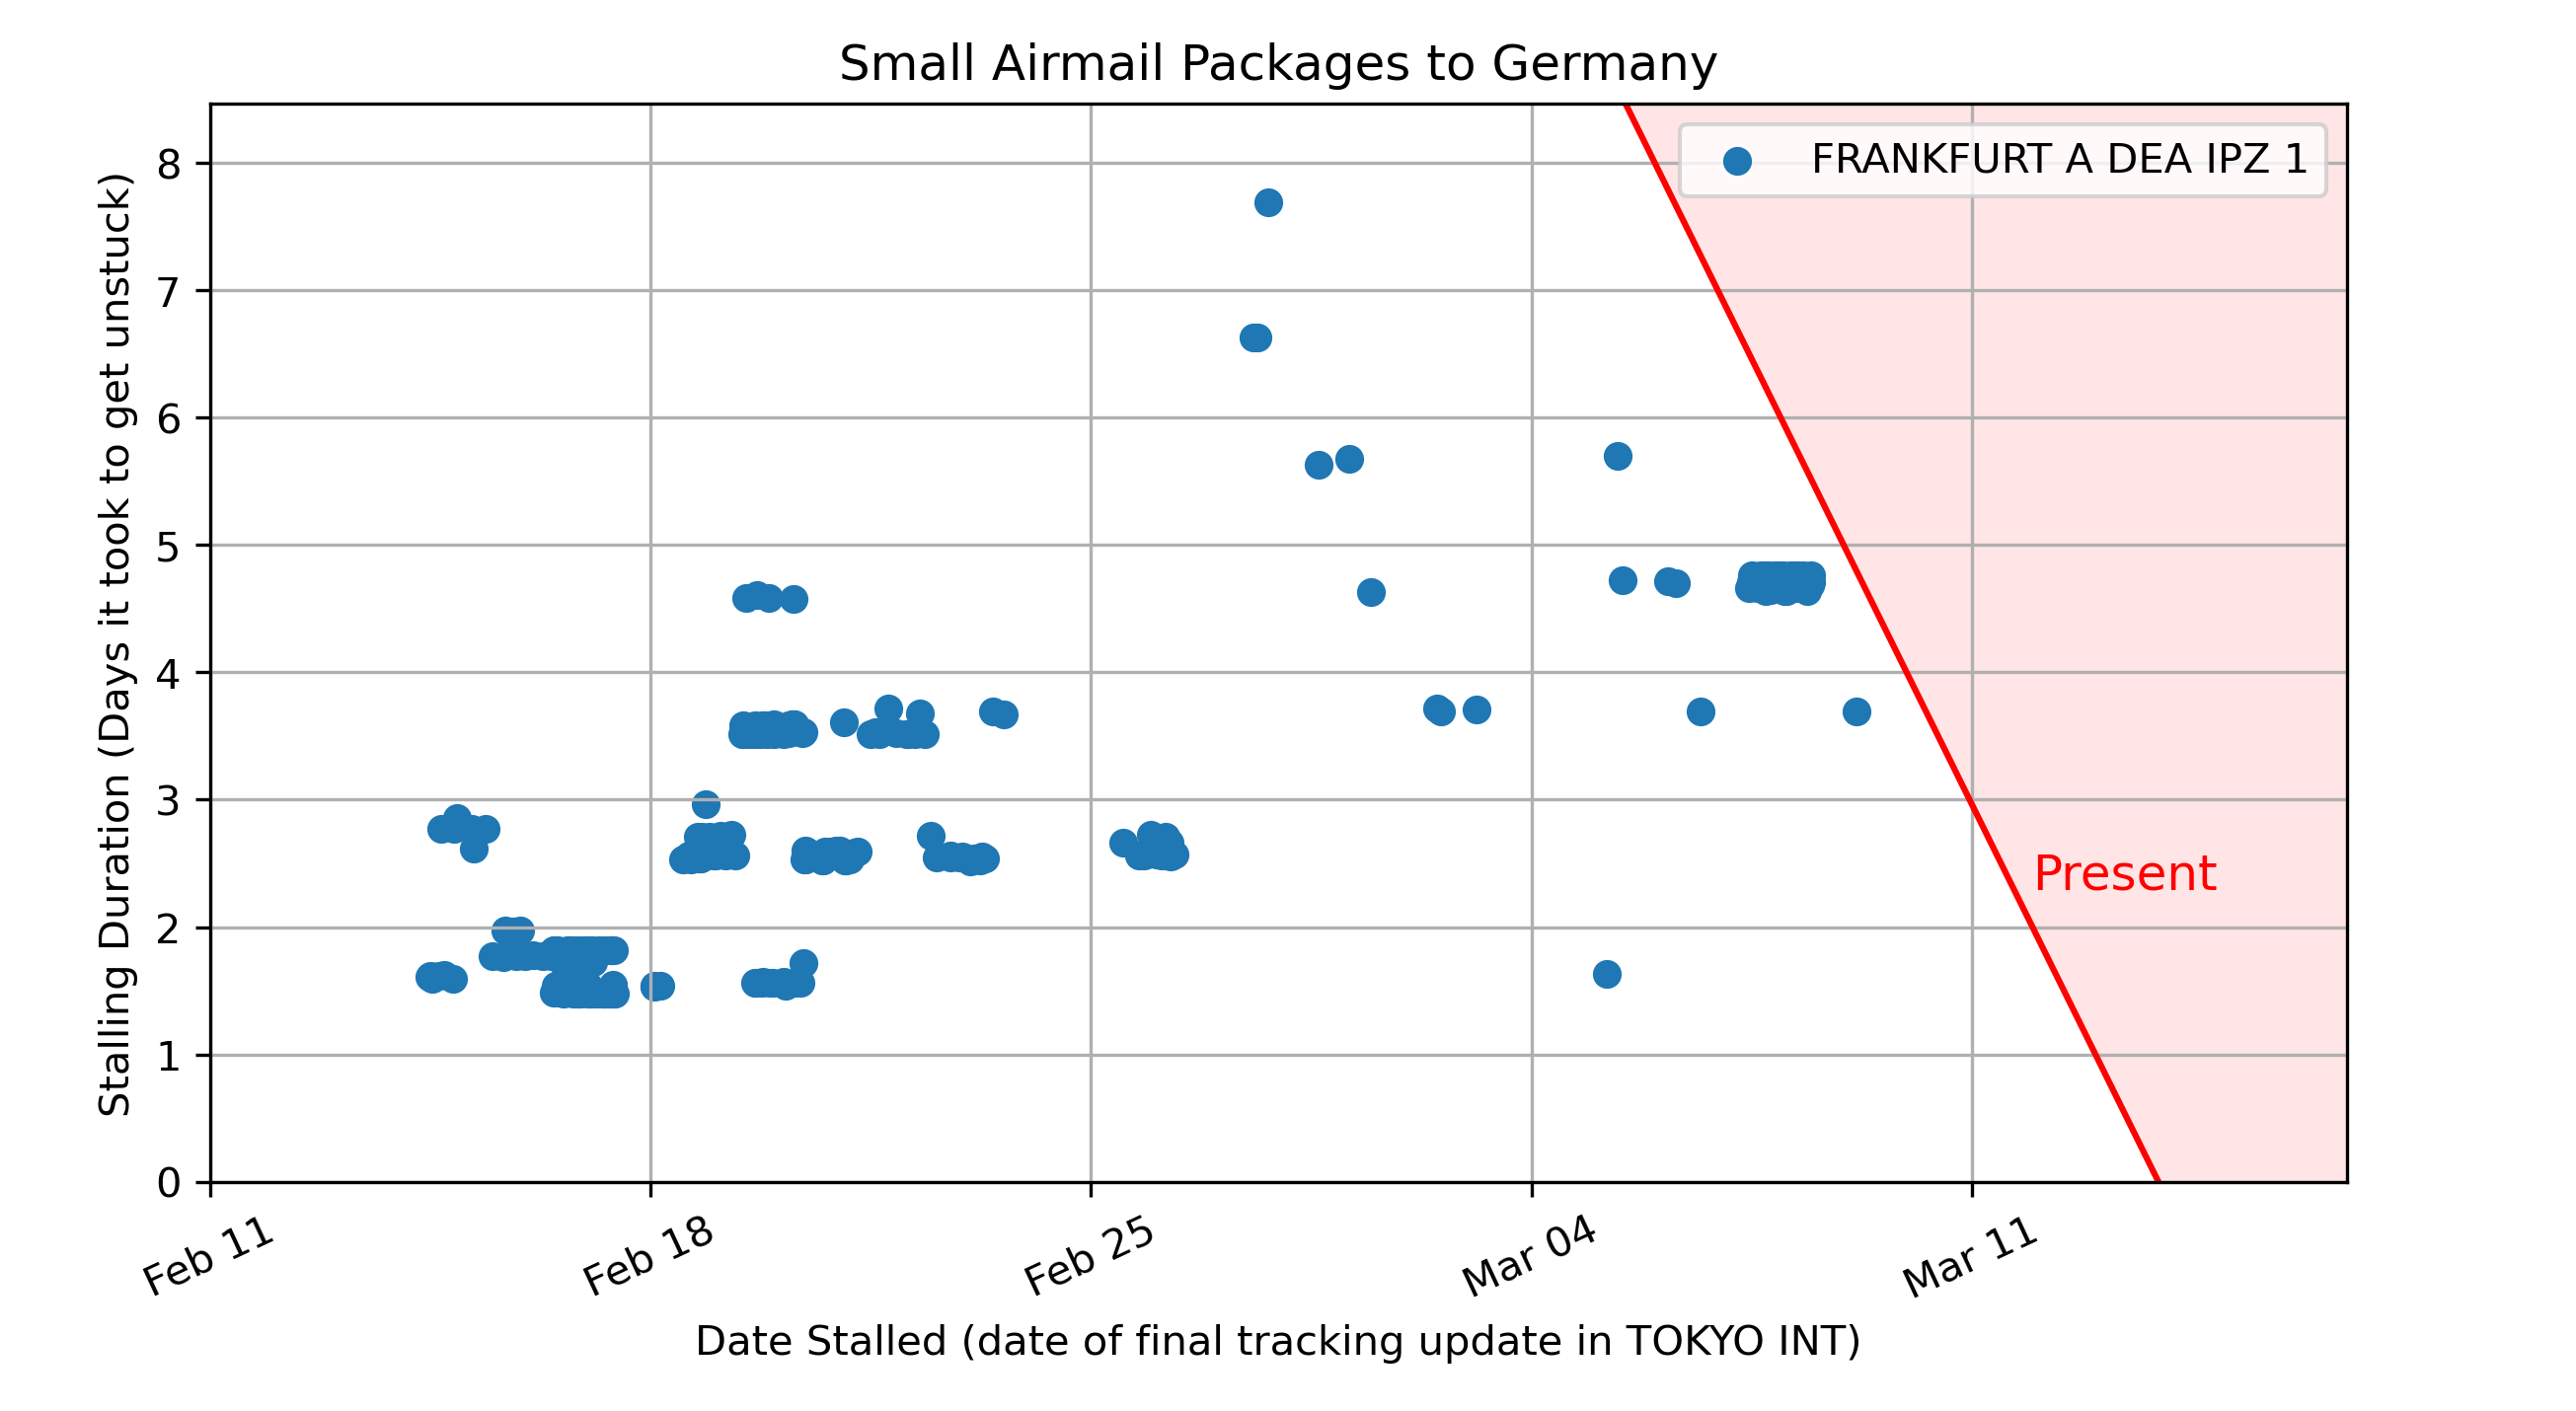 Small Airmail Packages to Germany
FRANKFURT A DEA IPZ 1
Stalling Duration (Days it took to get unstuck)
8
7
6
5
4
3
2
1
0
Present
Feb 11
Feb 18
Feb 25
Mar 04
Mar 11
Date Stalled (date of final tracking update in TOKYO INT)